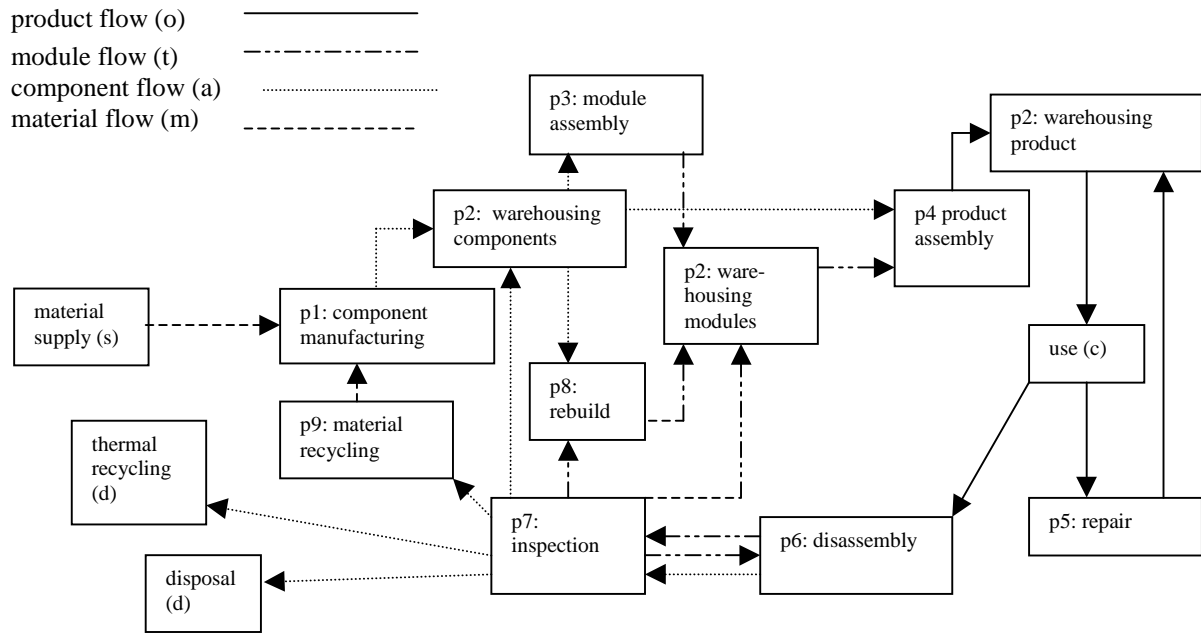 product flow (o)
module flow (t)
component flow (a)
material flow (m)
p3: module
assembly
p2: warehousing
product
p2:  warehousing
components
p4 product
assembly
p2: ware-
housing
modules
material
supply (s)
p1: component
manufacturing
use (c)
p8:
rebuild
p9: material
recycling
thermal
recycling
(d)
p7:
inspection
p6: disassembly
p5: repair
disposal
(d)